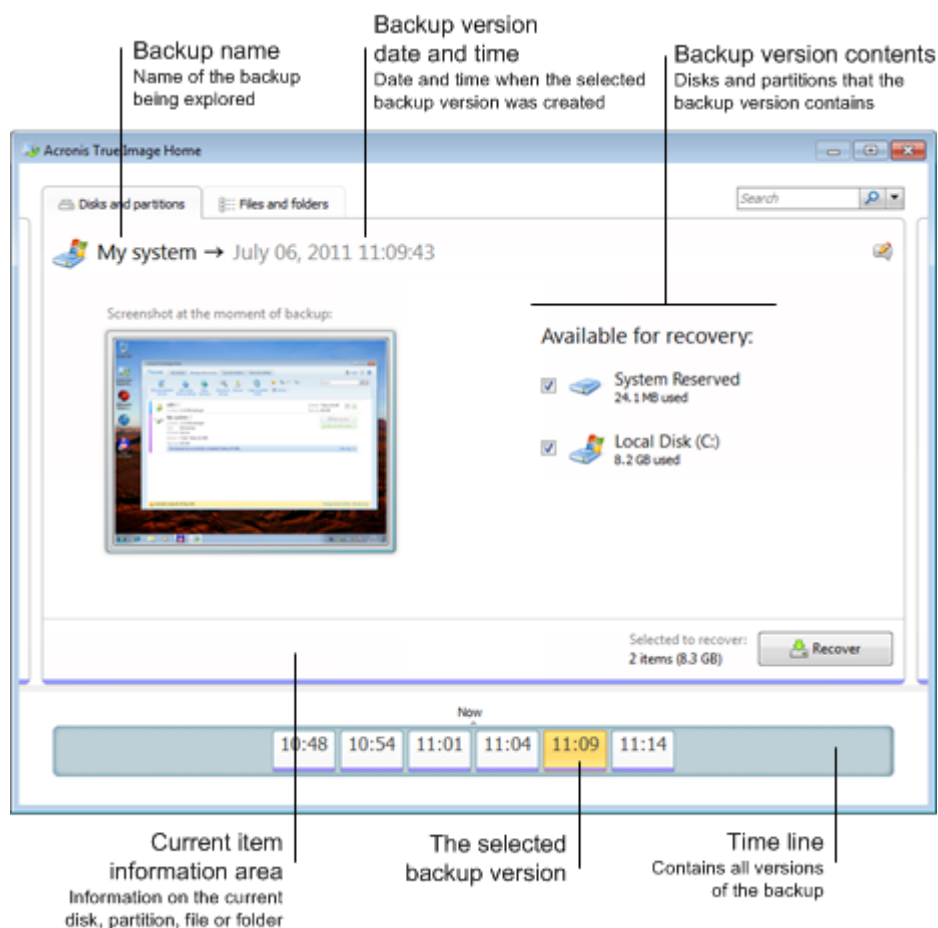 Backup name
Name of the backup
being explored
Backup version
date and time
Date and time when the selected
backup version was created
Backup version contents
Disks and partitions that the
backup version contains
Acronis True Image Home
Disks and partitions
Files and folders
Search
My system → July 06, 2011 11:09:43
Screenshot at the moment of backup:
Available for recovery:
System Reserved
24.1 MB used
Local Disk (C:)
8.2 GB used
Selected to recover:
2 items (8.3 GB)
Recover
Now
10:48 10:54 11:01 11:04 11:09 11:14
Current item
information area
Information on the current
disk, partition, file or folder
The selected
backup version
Time line
Contains all versions
of the backup